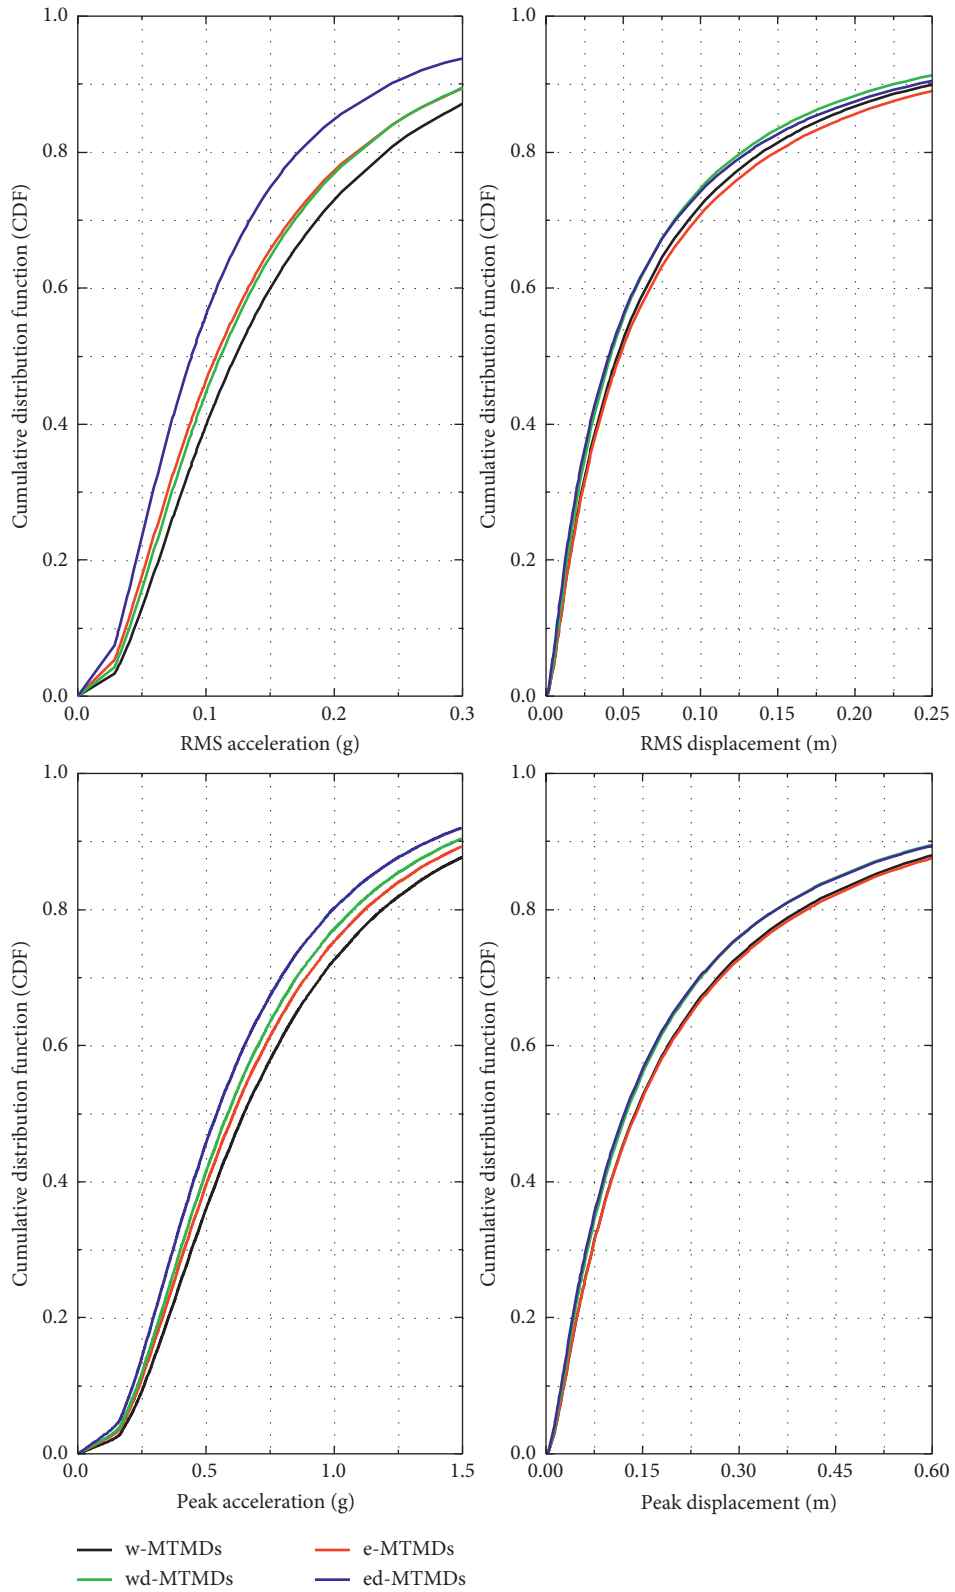 1.0
0.8
0.6
0.4
0.2
0.0
Cumulative distribution function (CDF)
0.0 0.1 0.2 0.3
RMS acceleration (g)
1.0
0.8
0.6
0.4
0.2
0.0
Cumulative distribution function (CDF)
0.00 0.05 0.10 0.15 0.20 0.25
RMS displacement (m)
1.0
0.8
0.6
0.4
0.2
0.0
Cumulative distribution function (CDF)
0.0 0.5 1.0 1.5
Peak acceleration (g)
1.0
0.8
0.6
0.4
0.2
0.0
Cumulative distribution function (CDF)
0.00 0.15 0.30 0.45 0.60
Peak displacement (m)
w-MTMDs
wd-MTMDs
e-MTMDs
ed-MTMDs